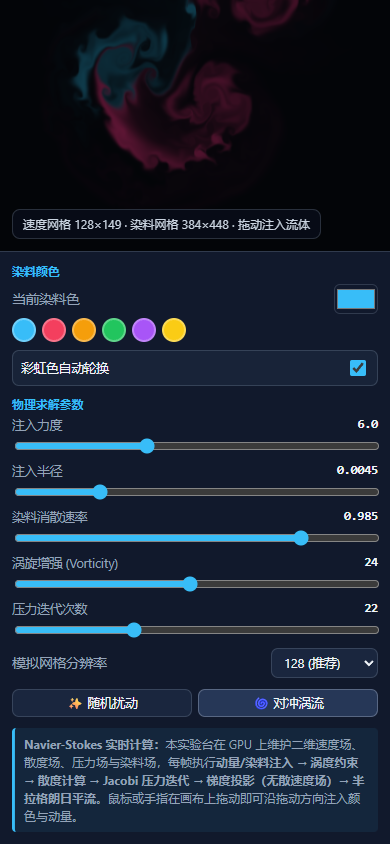 速度网格 128×149 · 染料网格 384×448 · 拖动注入流体
染料颜色
当前染料色
彩虹色自动轮换
物理求解参数
注入力度 6.0
注入半径 0.0045
染料消散速率 0.985
涡旋增强 (Vorticity) 24
压力迭代次数 22
模拟网格分辨率 128 (推荐)
✨ 随机扰动 🌀 对冲涡流
Navier-Stokes 实时计算：本实验台在 GPU 上维护二维速度场、
散度场、压力场与染料场，每帧执行动量/染料注入 → 涡度约束
→ 散度计算 → Jacobi 压力迭代 → 梯度投影（无散速度场）→ 半
拉格朗日平流。鼠标或手指在画布上拖动即可沿拖动方向注入颜
色与动量。